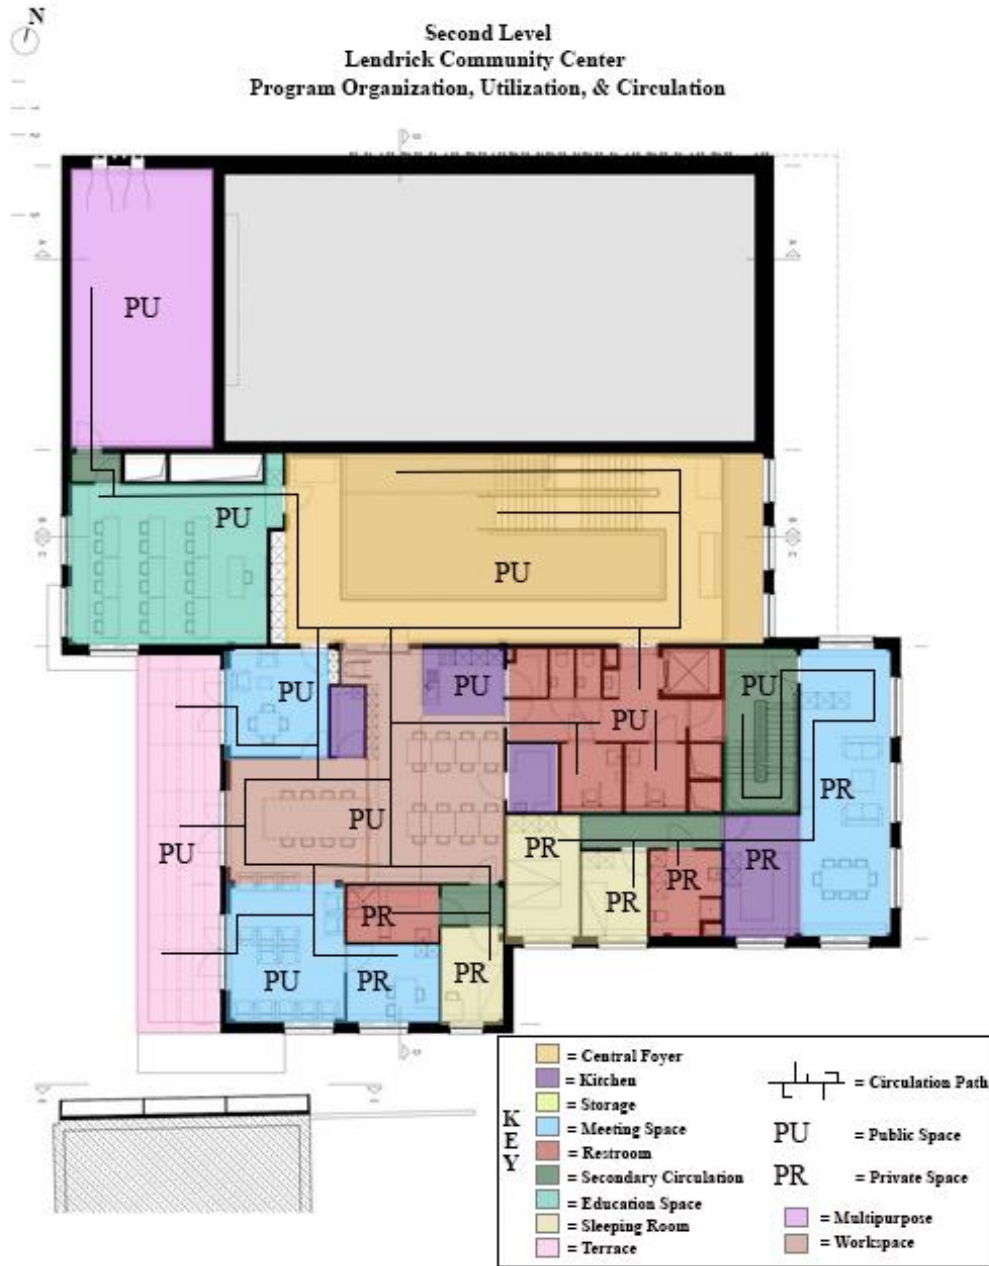 N
Second Level
Lendrick Community Center
Program Organization, Utilization, & Circulation
PU
PU
PU
PU
PU
PU
PU
PR
PU
PU
PR
PR
PR
PR
PR
PU
PR
PR
KEY
= Central Foyer
= Kitchen
= Storage
= Meeting Space
= Restroom
= Secondary Circulation
= Education Space
= Sleeping Room
= Terrace
= Circulation Path
PU = Public Space
PR = Private Space
= Multipurpose
= Workspace